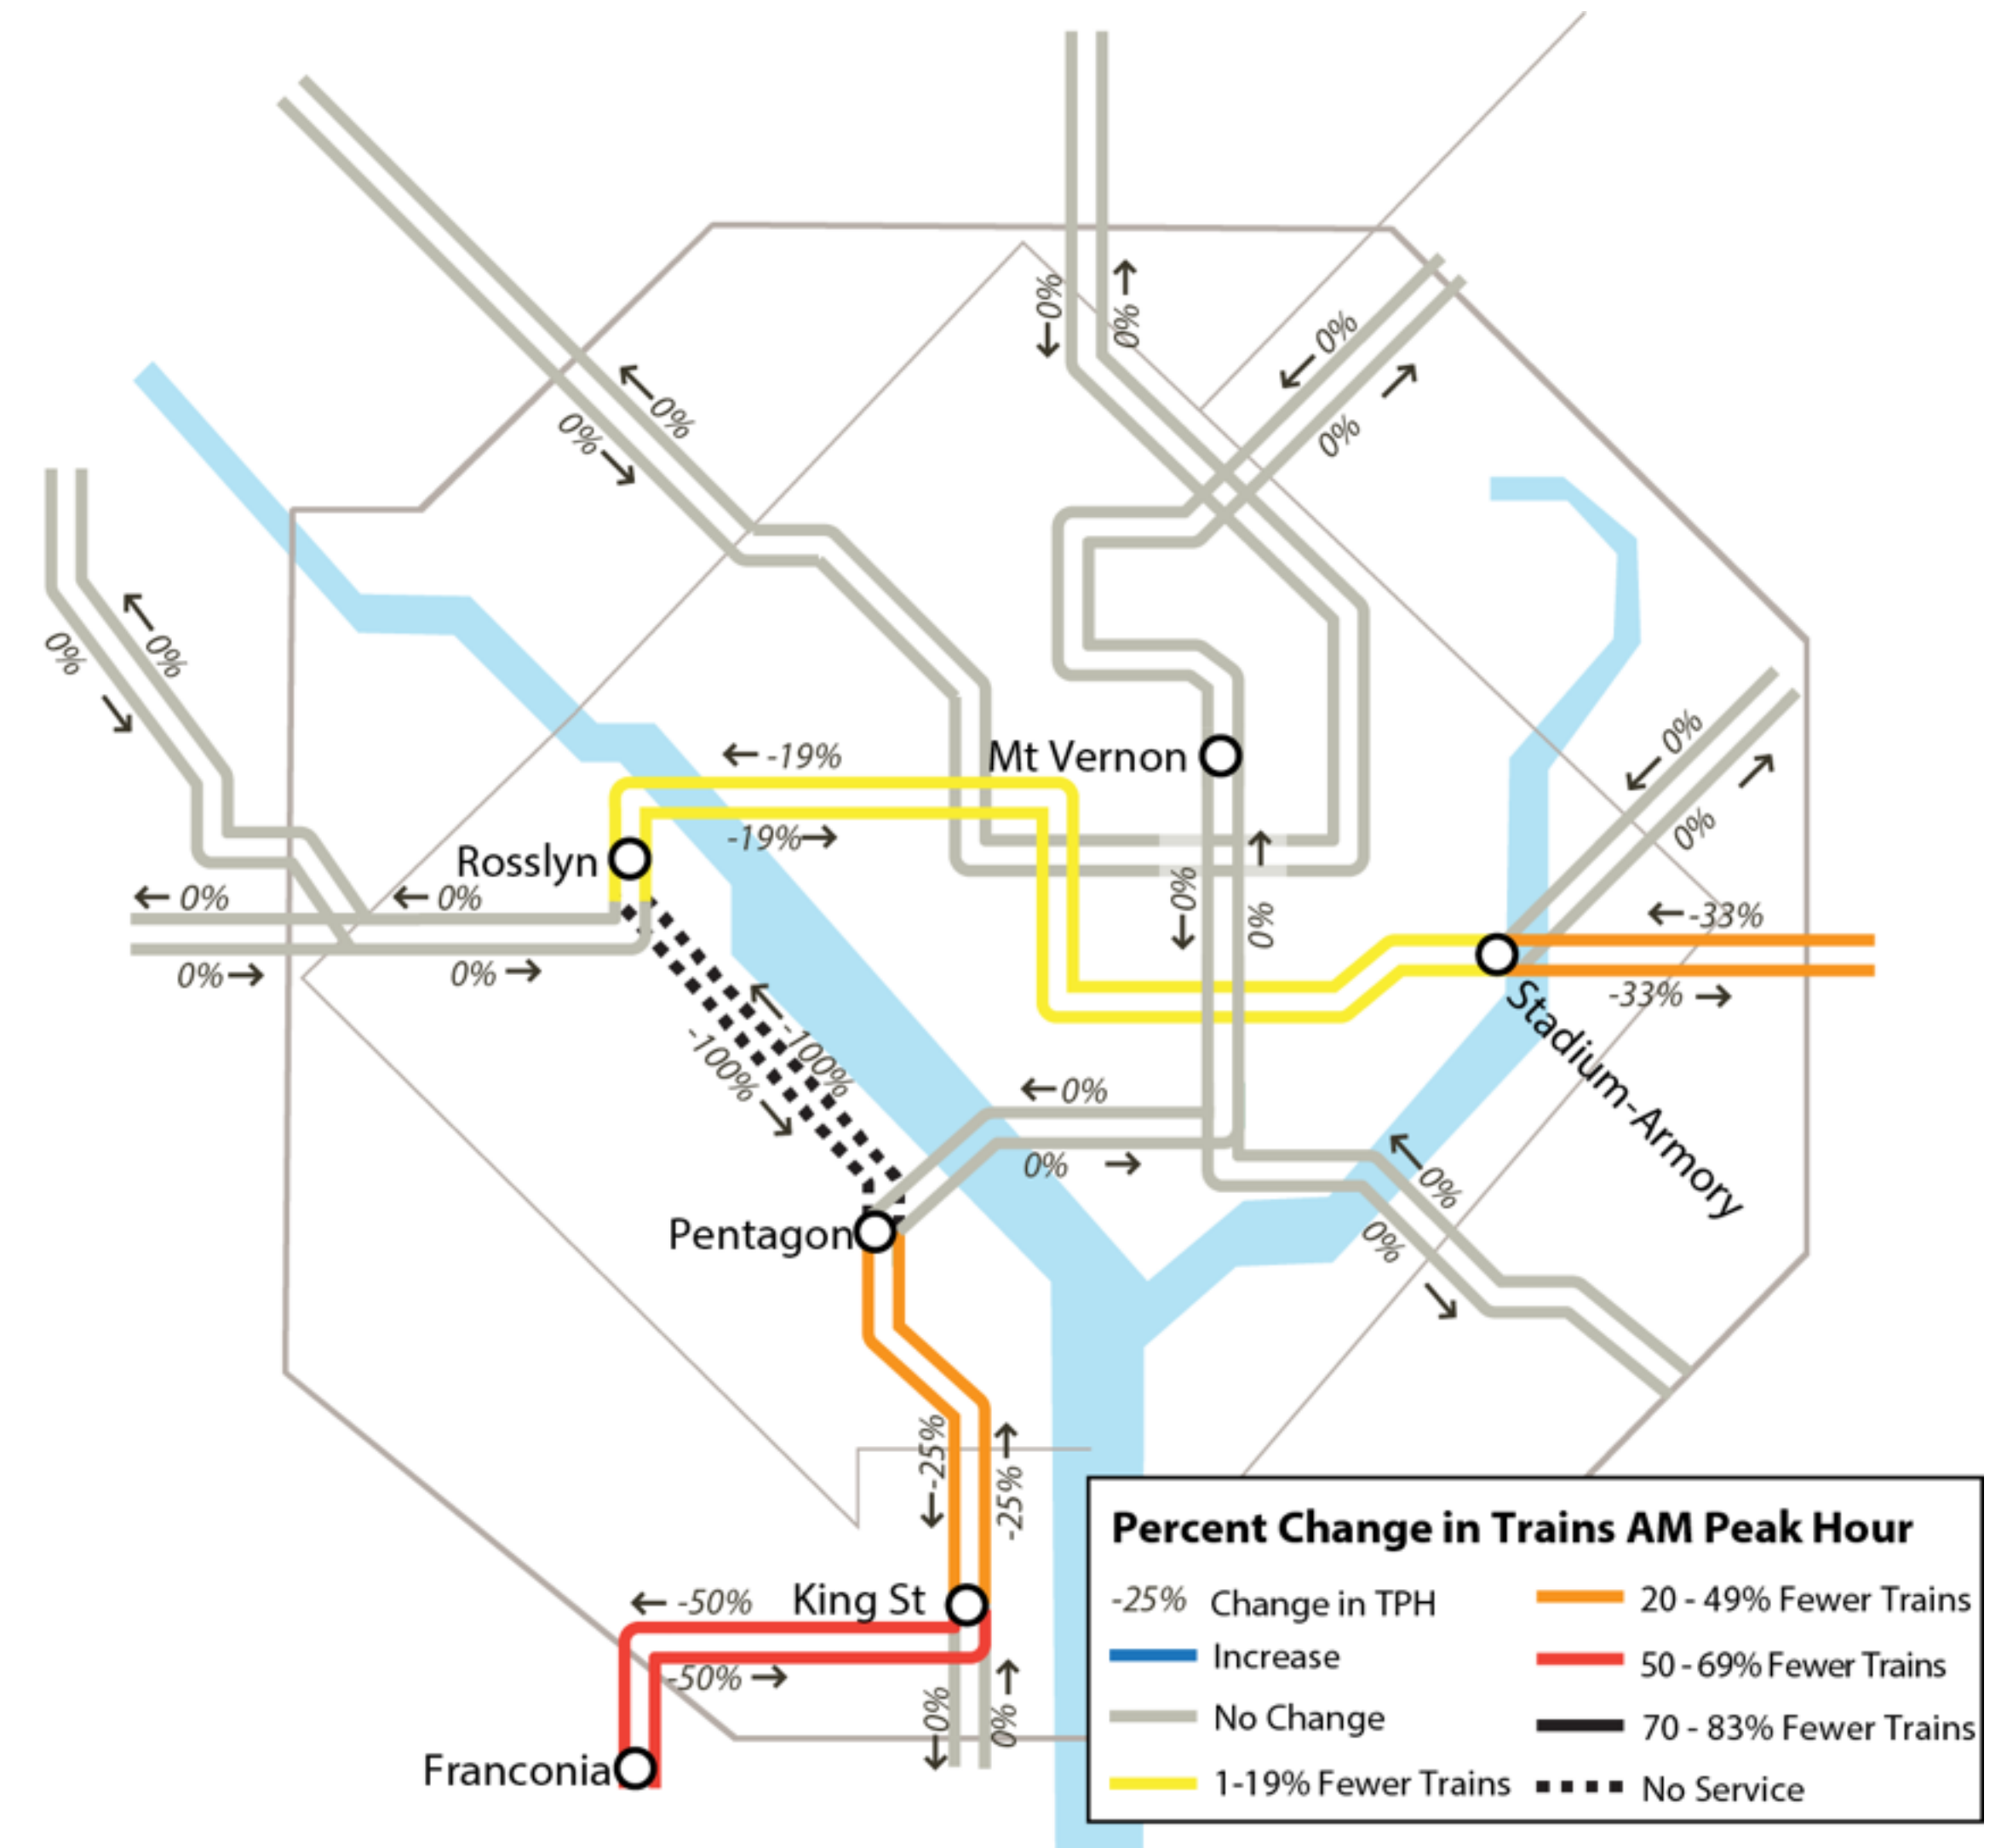 ←0%
0%→
0%→
←0%
←0%
0%→
←0%
0%→
←0%
0%→
Mt Vernon
←-19%
-19%→
Rosslyn
←0%
←0%
0%→
0%→
←0%
0%→
←0%
0%→
←-33%
-33%→
Stadium-Armory
←-100%
-100%→
←0%
0%→
Pentagon
←0%
0%→
←-25%
-25%→
King St
←-50%
-50%→
←0%
0%→
Franconia
Percent Change in Trains AM Peak Hour
-25% Change in TPH
Increase
No Change
1-19% Fewer Trains
20 - 49% Fewer Trains
50 - 69% Fewer Trains
70 - 83% Fewer Trains
No Service